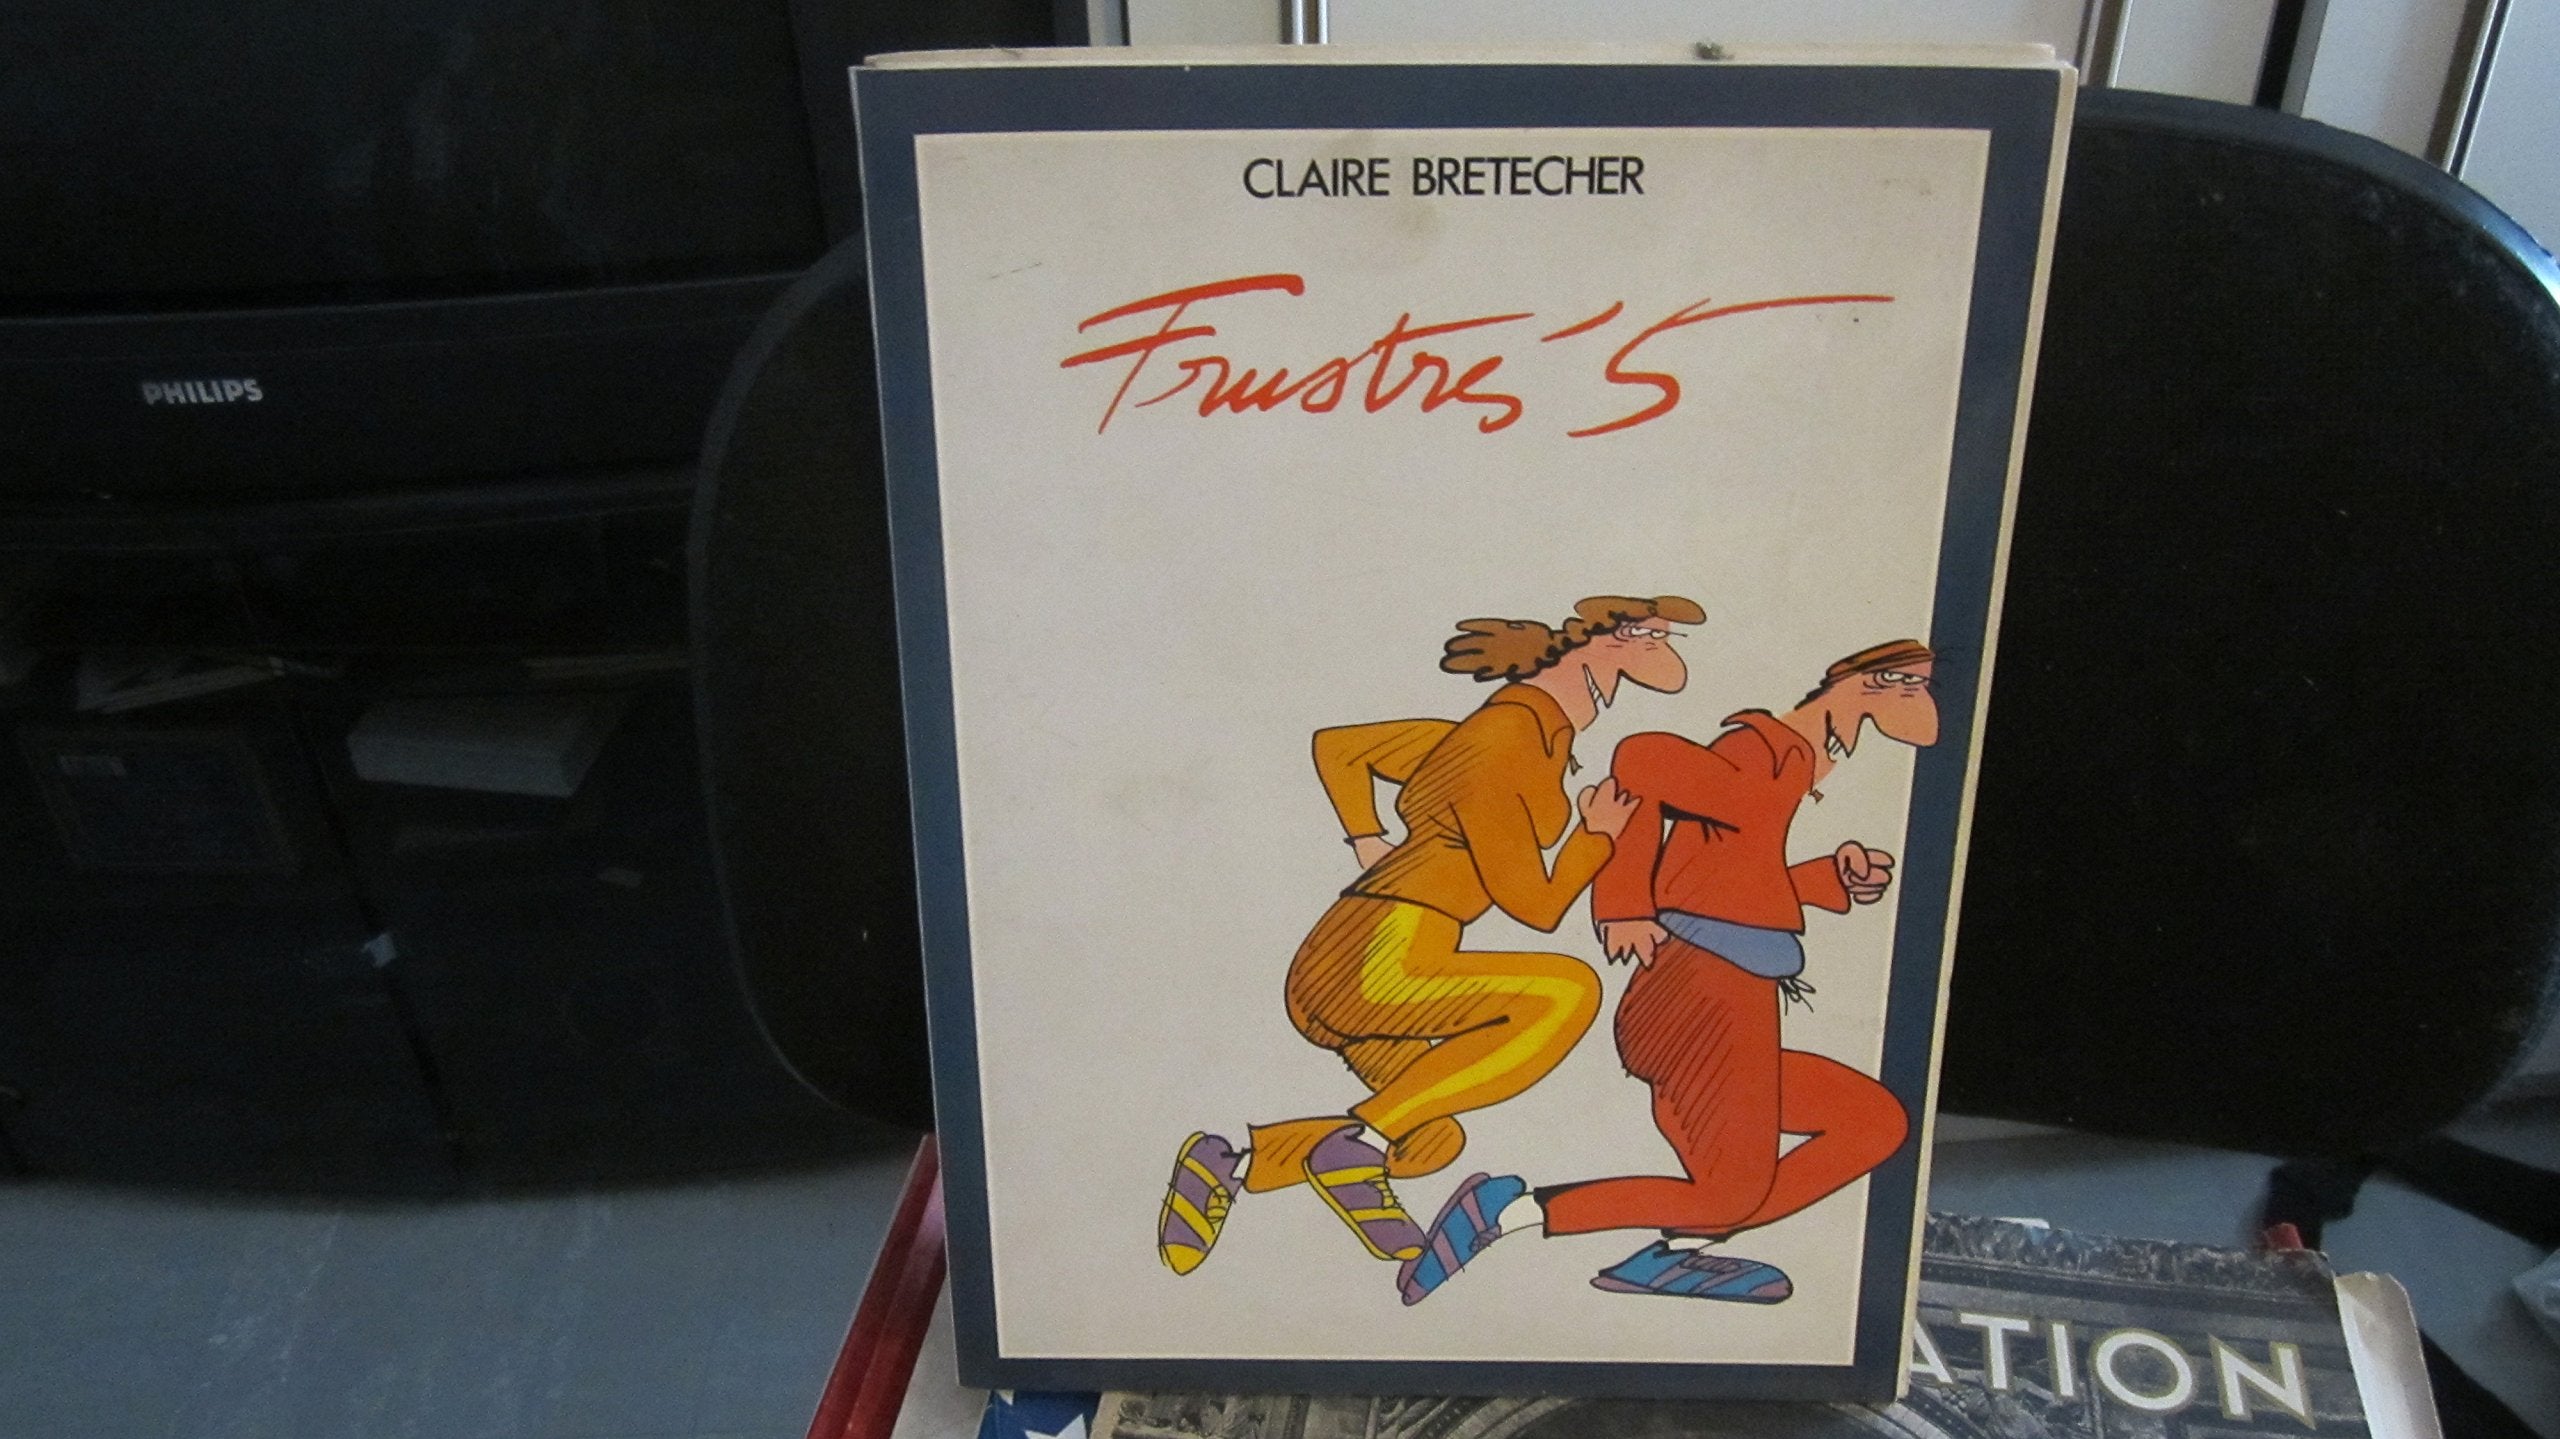 PHILIPS
CLAIRE BRETECHER
Frustrés 5
ATION